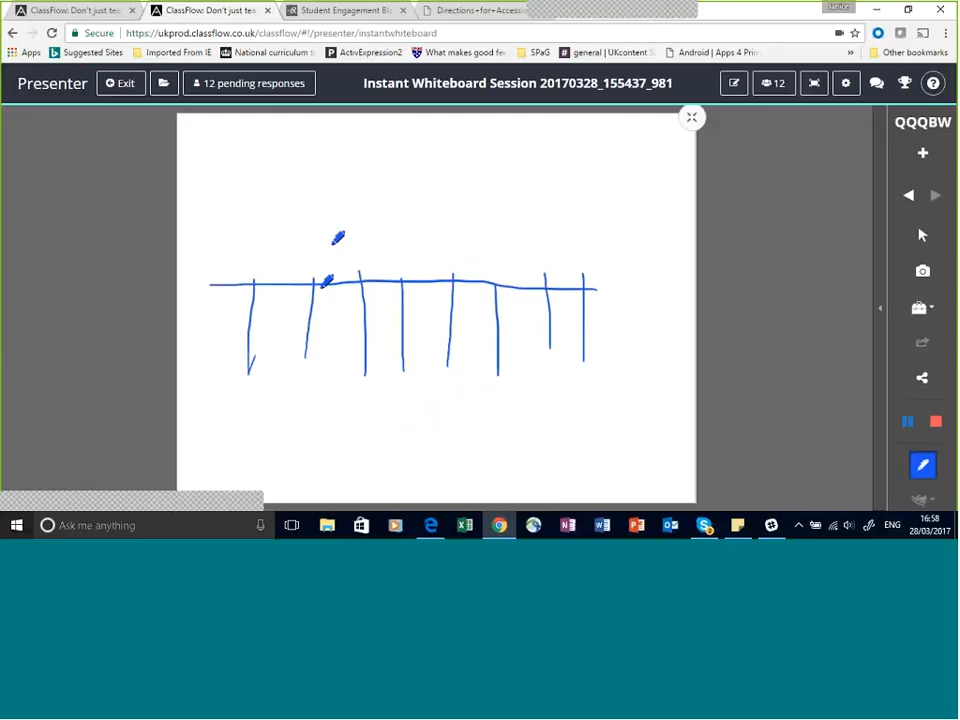 ClassFlow: Don't just tea
ClassFlow: Don't just tea
Student Engagement Bl
Directions-for-Accessi
Janice
Secure
https://ukprod.classflow.co.uk/classflow/#!/presenter/instantwhiteboard
Apps
Suggested Sites
Imported From IE
National curriculum
ActivExpression2
What makes good fe
SPaG
general | UKcontent S
Android | Apps 4 Prim
»
Other bookmarks
Presenter
Exit
12 pending responses
Instant Whiteboard Session 20170328_155437_981
12
QQQBW
Ask me anything
ENG
16:58
28/03/2017